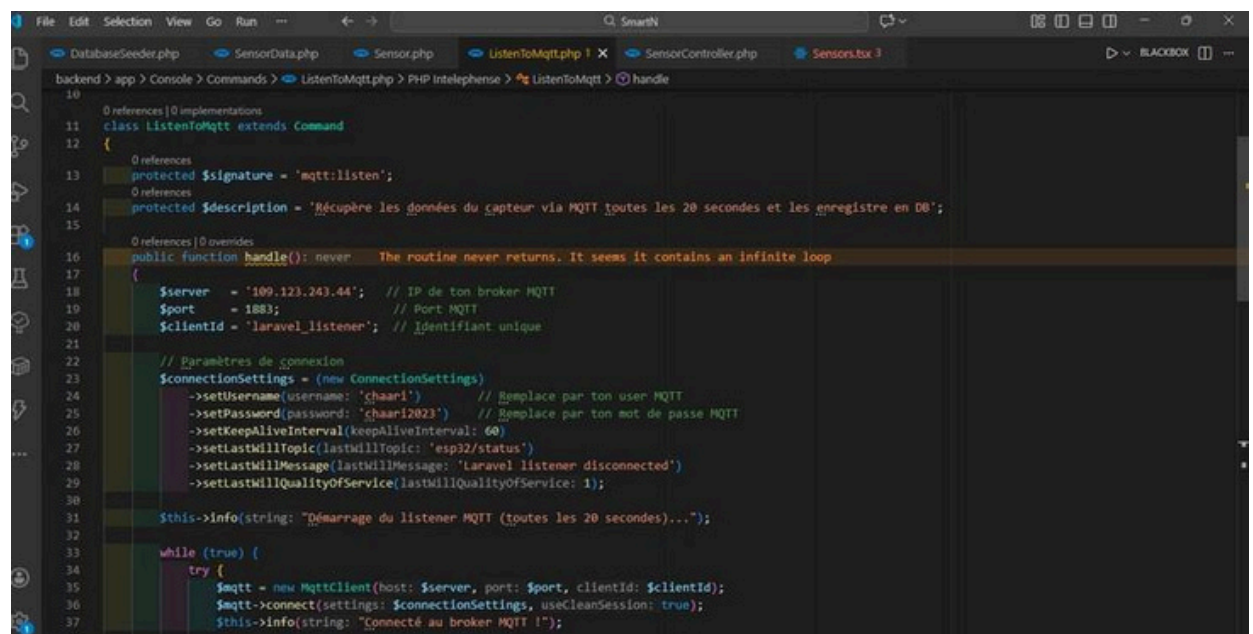 File Edit Selection View Go Run ... ← → SmartN
DatabaseSeeder.php SensorData.php Sensor.php ListenToMqtt.php 1 X SensorController.php Sensors.tsx 3 BLACKBOX ...
backend > app > Console > Commands > ListenToMqtt.php > PHP Intelephense > ListenToMqtt > handle
10
0 references | 0 implementations
11 class ListenToMqtt extends Command
12 {
0 references
13 protected $signature = 'mqtt:listen';
0 references
14 protected $description = 'Récupère les données du capteur via MQTT toutes les 20 secondes et les enregistre en DB';
15
0 references | 0 overrides
16 public function handle(): never The routine never returns. It seems it contains an infinite loop
17 {
18 $server = '109.123.243.44'; // IP de ton broker MQTT
19 $port = 1883; // Port MQTT
20 $clientId = 'laravel_listener'; // Identifiant unique
21
22 // Paramètres de connexion
23 $connectionSettings = (new ConnectionSettings)
24 ->setUsername(username: 'chaari') // Remplace par ton user MQTT
25 ->setPassword(password: 'chaari2023') // Remplace par ton mot de passe MQTT
26 ->setKeepAliveInterval(keepAliveInterval: 60)
27 ->setLastWillTopic(lastWillTopic: 'esp32/status')
28 ->setLastWillMessage(lastWillMessage: 'Laravel listener disconnected')
29 ->setLastWillQualityOfService(lastWillQualityOfService: 1);
30
31 $this->info(string: "Démarrage du listener MQTT (toutes les 20 secondes)...");
32
33 while (true) {
34 try {
35 $mqtt = new MqttClient(host: $server, port: $port, clientId: $clientId);
36 $mqtt->connect(settings: $connectionSettings, useCleanSession: true);
37 $this->info(string: "Connecté au broker MQTT !");